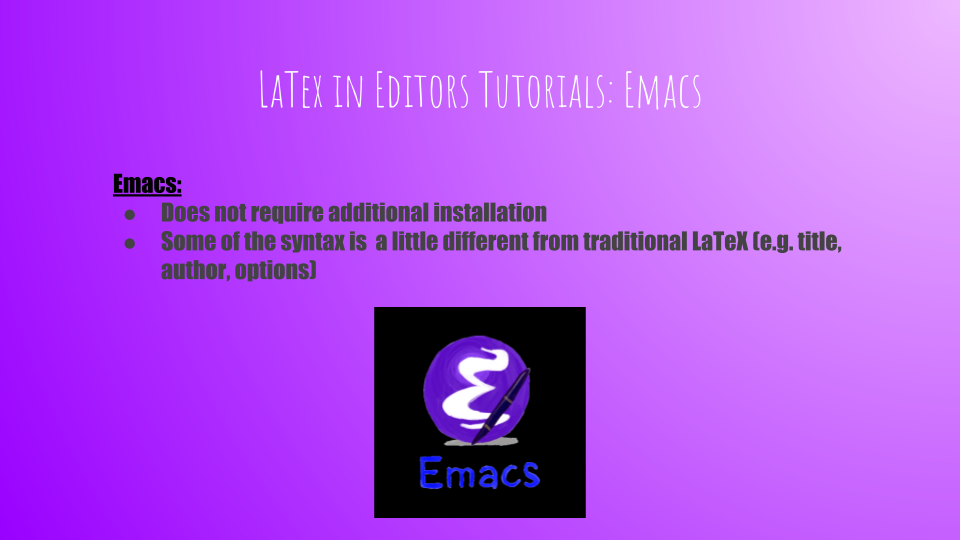 LaTex in Editors Tutorials: Emacs
Emacs:
● Does not require additional installation
● Some of the syntax is  a little different from traditional LaTeX (e.g. title,
author, options)
Emacs